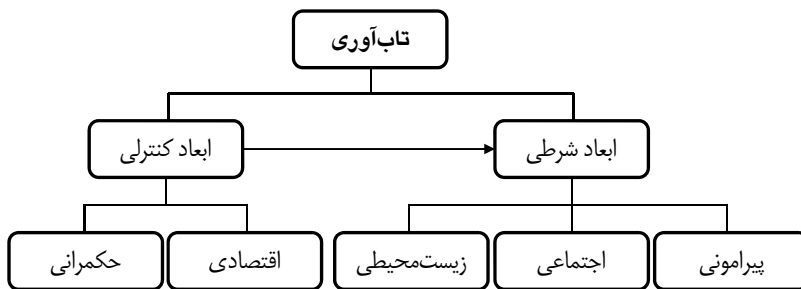 تاب‌آوری
ابعاد شرطی
ابعاد کنترلی
پیرامونی
اجتماعی
زیست‌محیطی
اقتصادی
حکمرانی